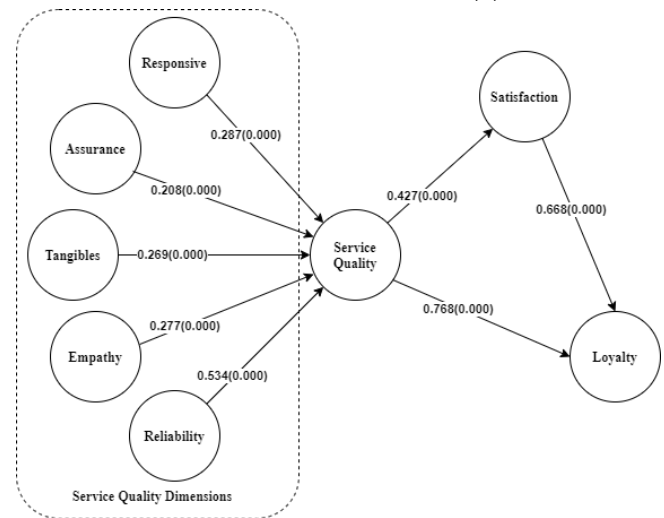 Responsive
0.287(0.000)
Assurance
0.208(0.000)
Tangibles
0.269(0.000)
Empathy
0.277(0.000)
0.534(0.000)
Reliability
Service Quality Dimensions
Service
Quality
Satisfaction
0.427(0.000)
0.668(0.000)
0.768(0.000)
Loyalty